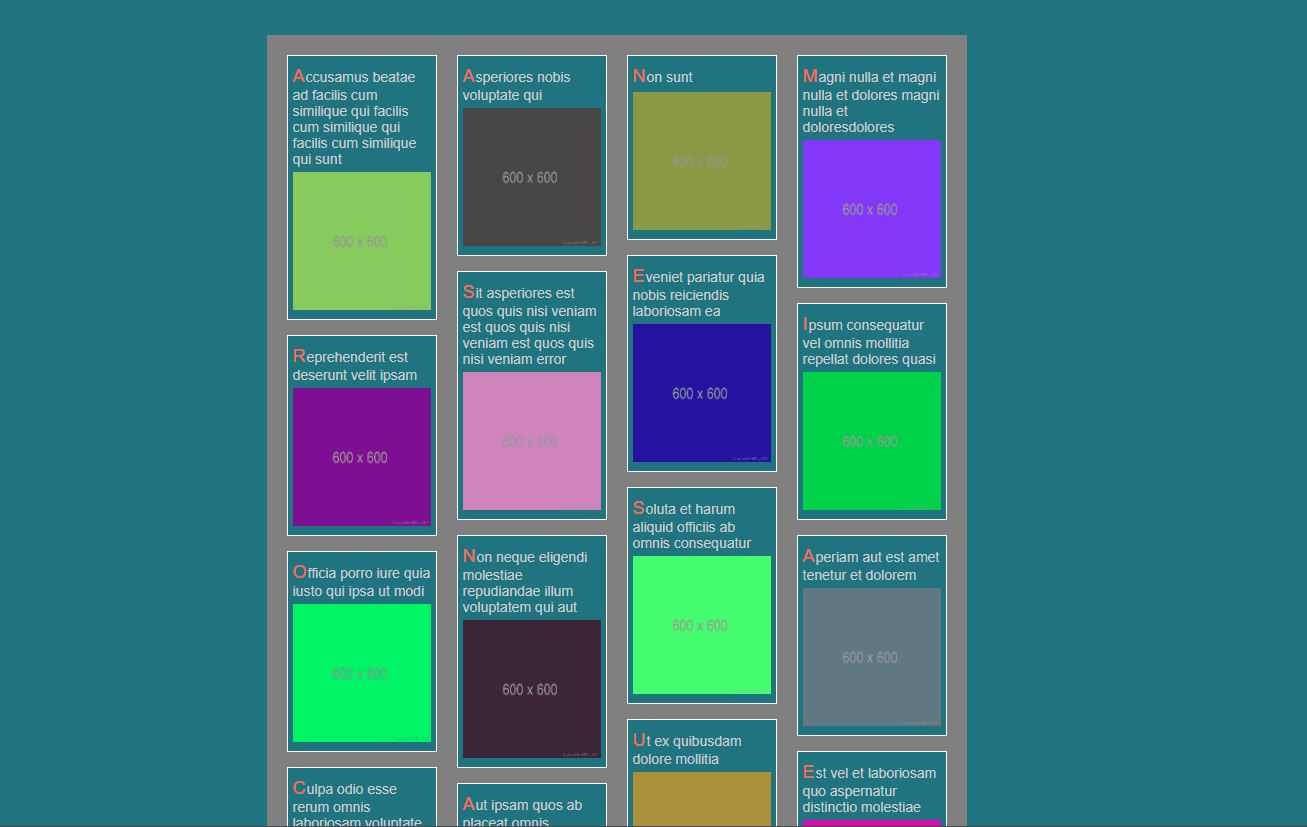 Accusamus beatae
ad facilis cum
similique qui facilis
cum similique qui
facilis cum similique
qui sunt
600 x 600
Reprehenderit est
deserunt velit ipsam
600 x 600
Officia porro iure quia
iusto qui ipsa ut modi
600 x 600
Culpa odio esse
rerum omnis
laboriosam voluptate
Asperiores nobis
voluptate qui
600 x 600
Sit asperiores est
quos quis nisi veniam
est quos quis nisi
veniam est quos quis
nisi veniam error
600 x 600
Non neque eligendi
molestiae
repudiandae illum
voluptatem qui aut
600 x 600
Aut ipsam quos ab
placeat omnis
Non sunt
600 x 600
Eveniet pariatur quia
nobis reiciendis
laboriosam ea
600 x 600
Soluta et harum
aliquid officiis ab
omnis consequatur
600 x 600
Ut ex quibusdam
dolore mollitia
Magni nulla et magni
nulla et dolores magni
nulla et
doloresdolores
600 x 600
Ipsum consequatur
vel omnis mollitia
repellat dolores quasi
600 x 600
Aperiam aut est amet
tenetur et dolorem
600 x 600
Est vel et laboriosam
quo aspernatur
distinctio molestiae